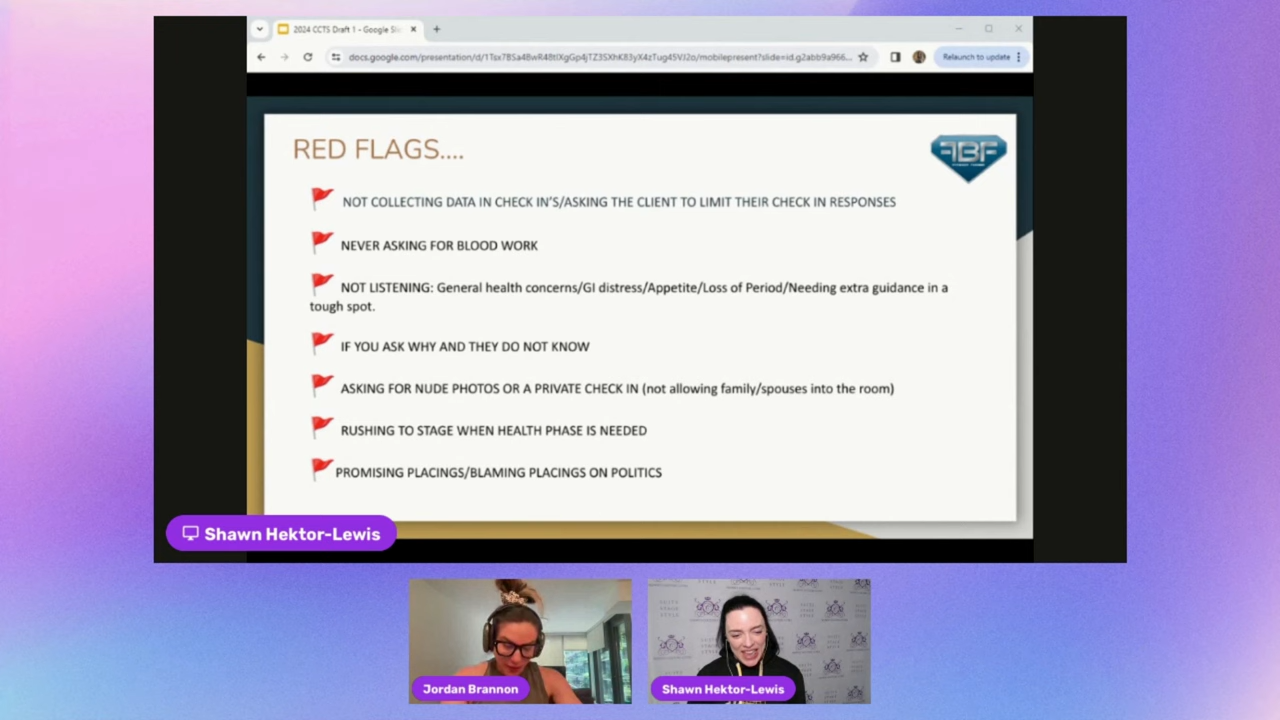 2024 CCTS Draft 1 - Google Sli
Relaunch to update
RED FLAGS....
FBF
NOT COLLECTING DATA IN CHECK IN'S/ASKING THE CLIENT TO LIMIT THEIR CHECK IN RESPONSES
NEVER ASKING FOR BLOOD WORK
NOT LISTENING: General health concerns/GI distress/Appetite/Loss of Period/Needing extra guidance in a
tough spot.
IF YOU ASK WHY AND THEY DO NOT KNOW
ASKING FOR NUDE PHOTOS OR A PRIVATE CHECK IN (not allowing family/spouses into the room)
RUSHING TO STAGE WHEN HEALTH PHASE IS NEEDED
PROMISING PLACINGS/BLAMING PLACINGS ON POLITICS
Shawn Hektor-Lewis
Jordan Brannon
Shawn Hektor-Lewis